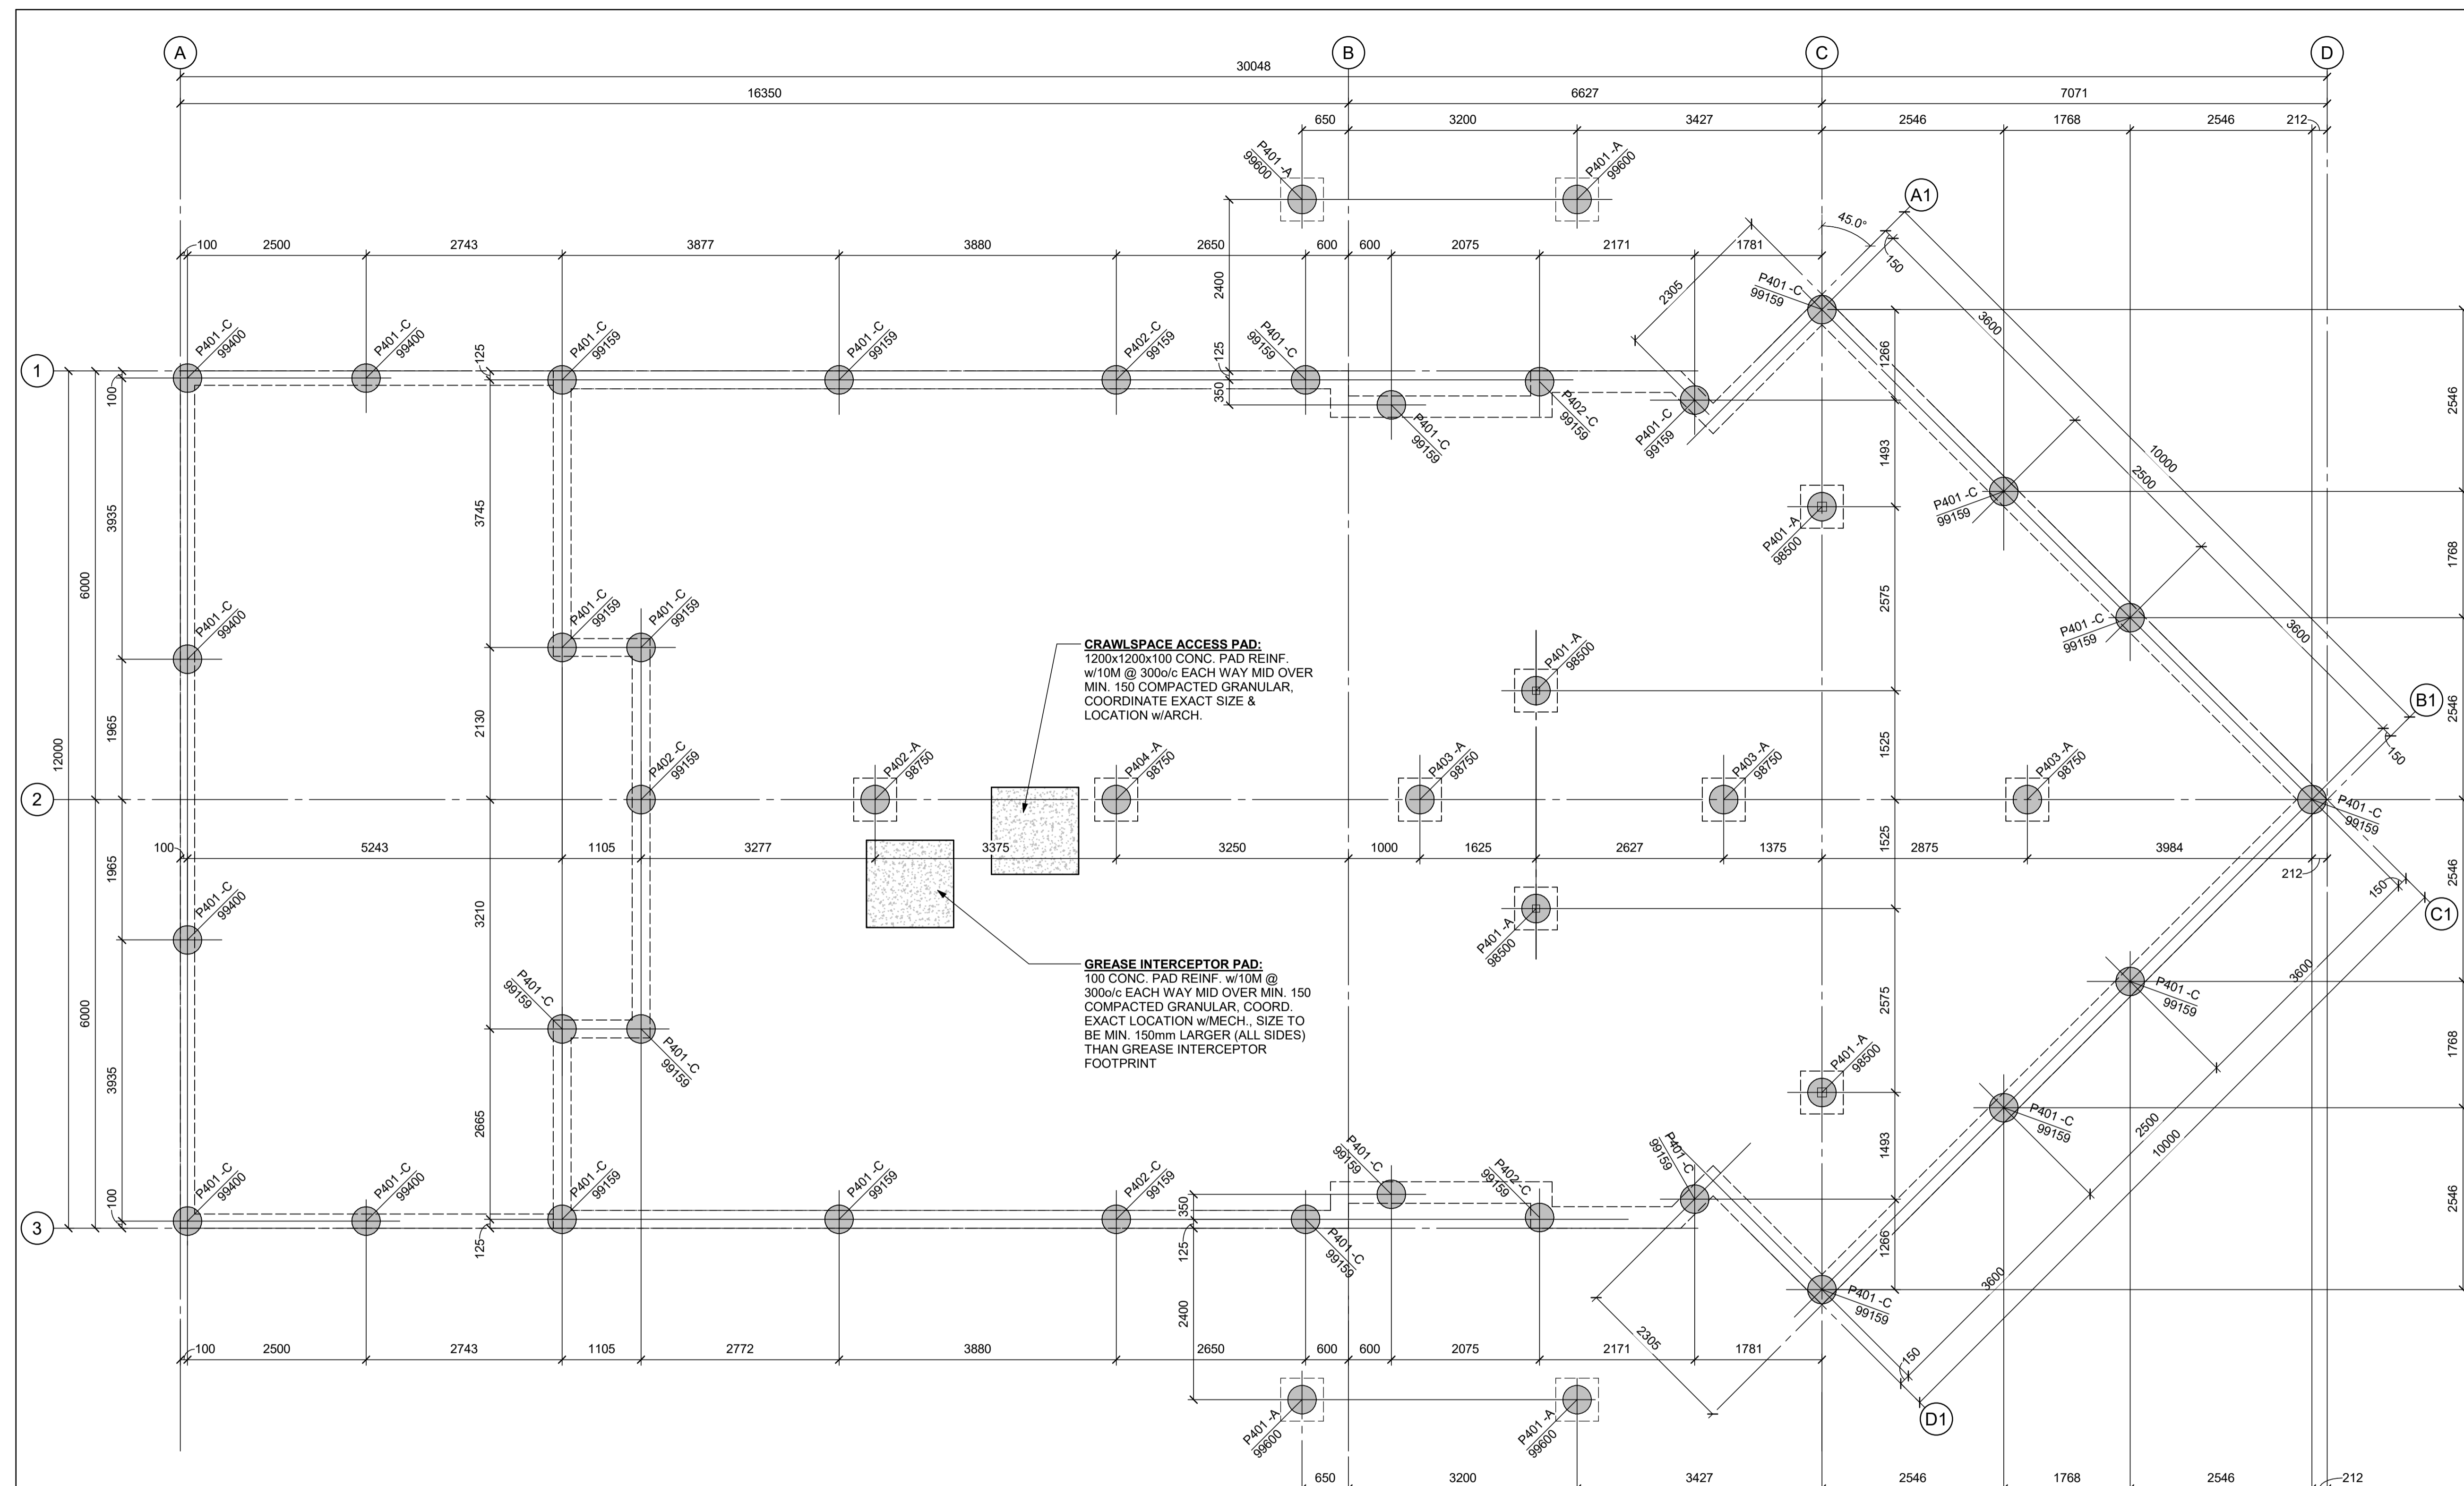 A
B
C
D
30048
16350
6627
7071
650
3200
3427
2546
1768
2546
212
P401 -A
99600
P401 -A
99600
A1
45.0°
150
100
2500
2743
3877
3880
2650
600
600
2075
2171
1781
2400
2305
P401 -C
99159
3600
1266
2546
P401 -C
99400
P401 -C
99400
125
P401 -C
99159
P401 -C
99159
P402 -C
99159
P401 -C
99159
125
350
1
100
P401 -C
99159
P402 -C
99159
P401 -C
99159
1493
10000
2500
P401 -C
99159
3935
3745
P401 -A
98500
6000
2575
1768
P401 -C
99400
P401 -C
99159
P401 -C
99159
P401 -C
99159
3600
CRAWLSPACE ACCESS PAD:
1200x1200x100 CONC. PAD REINF.
w/10M @ 300o/c EACH WAY MID OVER
MIN. 150 COMPACTED GRANULAR,
COORDINATE EXACT SIZE &
LOCATION w/ARCH.
P401 -A
98500
B1
2546
150
12000
1965
2130
1525
P402 -C
99159
P402 -A
98750
P404 -A
98750
P403 -A
98750
P403 -A
98750
P403 -A
98750
2
P401 -C
99159
100
5243
1105
3277
3375
3250
1000
1625
2627
1375
2875
3984
212
1965
1525
2546
150
C1
P401 -C
99400
3210
P401 -A
98500
GREASE INTERCEPTOR PAD:
100 CONC. PAD REINF. w/10M @
300o/c EACH WAY MID OVER MIN. 150
COMPACTED GRANULAR, COORD.
EXACT LOCATION w/MECH., SIZE TO
BE MIN. 150mm LARGER (ALL SIDES)
THAN GREASE INTERCEPTOR
FOOTPRINT
P401 -C
99159
P401 -C
99159
6000
3935
2575
1768
3600
P401 -C
99159
P401 -A
98500
2665
P401 -C
99159
2500
10000
1493
P401 -C
99400
P401 -C
99400
P401 -C
99159
P401 -C
99159
P402 -C
99159
P401 -C
99159
P402 -C
99159
P401 -C
99159
100
350
2546
3
125
P401 -C
99159
125
1266
3600
P401 -C
99159
2400
100
2500
2743
1105
2772
3880
2650
600
600
2075
2171
1781
2305
150
D1
P401 -A
99600
P401 -A
99600
650
3200
3427
2546
1768
2546
212